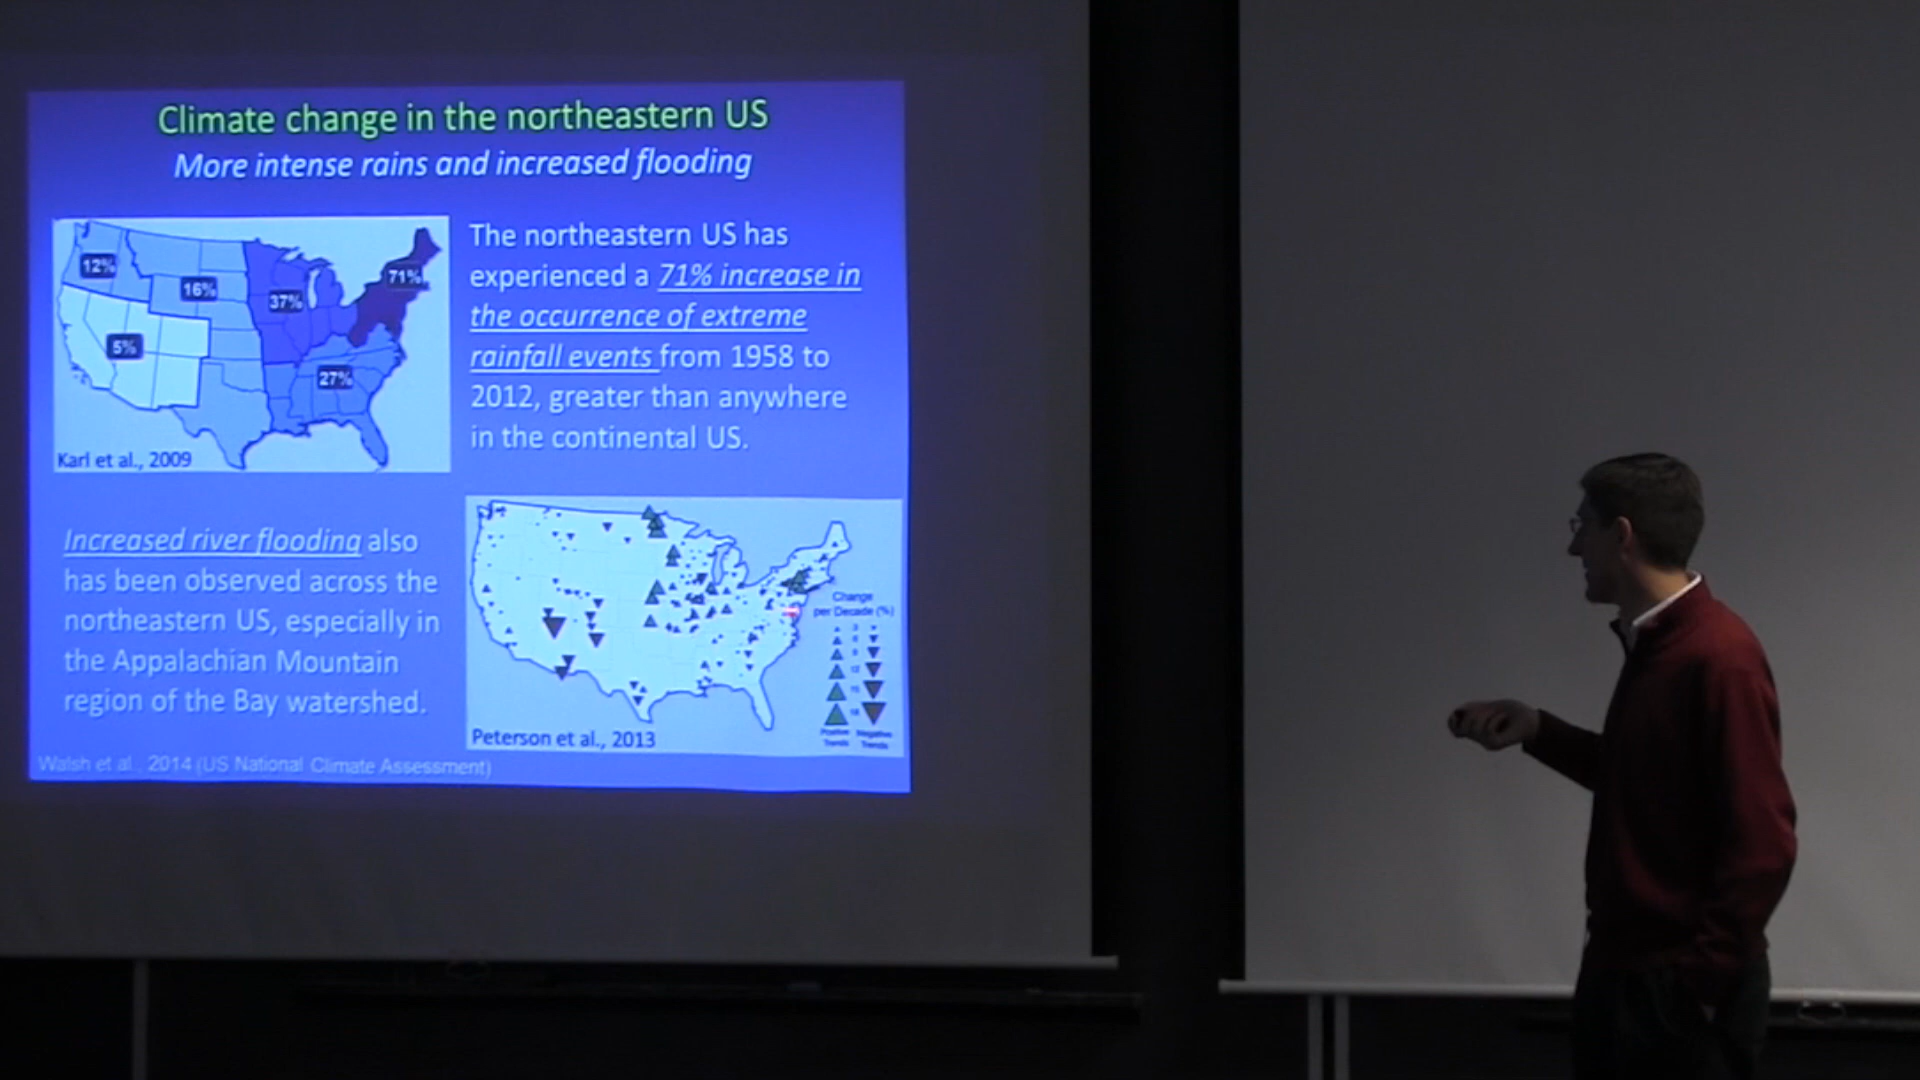 Climate change in the northeastern US
More intense rains and increased flooding
12%
16%
37%
71%
5%
27%
Karl et al., 2009
The northeastern US has
experienced a 71% increase in
the occurrence of extreme
rainfall events from 1958 to
2012, greater than anywhere
in the continental US.
Increased river flooding also
has been observed across the
northeastern US, especially in
the Appalachian Mountain
region of the Bay watershed.
Change
per Decade (%)
Positive
Trends
Negative
Trends
Peterson et al., 2013
Walsh et al., 2014 (US National Climate Assessment)